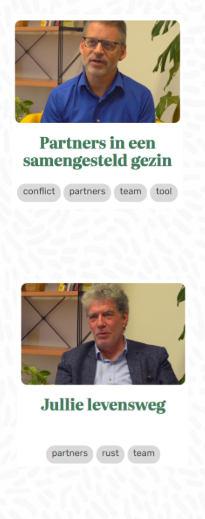 Partners in een
samengesteld gezin
conflict partners team tool
Jullie levensweg
partners rust team